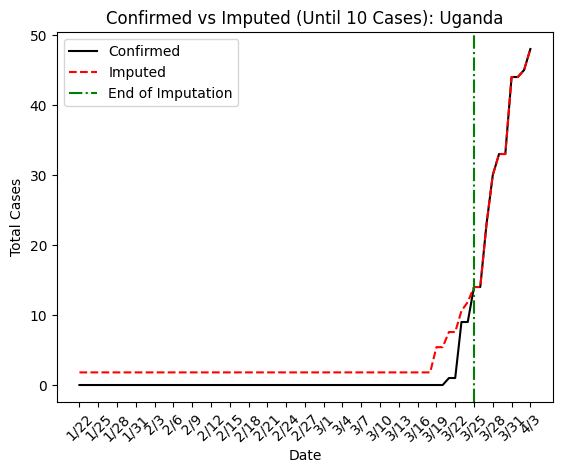 Confirmed vs Imputed (Until 10 Cases): Uganda
Confirmed
Imputed
End of Imputation
Total Cases
50
40
30
20
10
0
1/22 1/25 1/28 1/31 2/3 2/6 2/9 2/12 2/15 2/18 2/21 2/24 2/27 3/1 3/4 3/7 3/10 3/13 3/16 3/19 3/22 3/25 3/28 3/31 4/3
Date